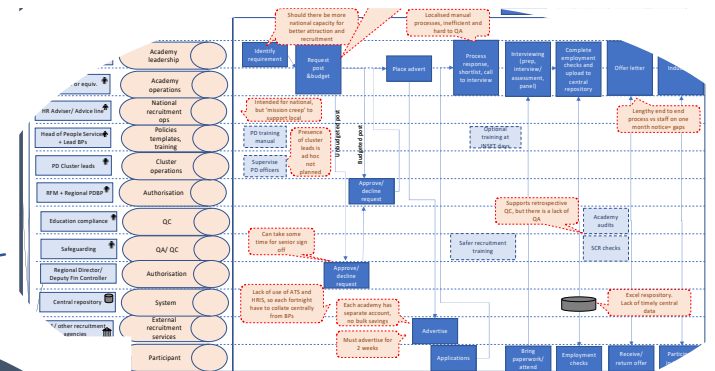 Should there be more
national capacity for
better attraction and
recruitment
Localised manual
processes, inefficient and
hard to QA
Academy
leadership
Identify
requirement
Request
post
&budget
Place advert
Process
response,
shortlist, call
to interview
Interviewing
(prep,
interview/
assessment,
panel)
Complete
employment
checks and
upload to
central
repository
Offer letter
or equiv.
Academy
operations
HR Adviser/ Advice line
National
recruitment
ops
Intended for national,
but 'mission-creep' to
support local
Lengthy end to end
process vs staff on one
month notice= gaps
Head of People Services
+ Lead BPs
Policies
templates,
training
PD training
manual
Presence
of cluster
leads is
ad hoc
not
planned
Unbudgeted post
Budgeted post
Optional
training at
INSET days
PD Cluster leads
Cluster
operations
Supervise
PD officers
RFM + Regional PDBP
Authorisation
Approve/
decline
request
Education compliance
QC
Supports retrospective
QC, but there is a lack of
QA
Academy
audits
Safeguarding
QA/ QC
Can take some
time for senior sign
off
Safer recruitment
training
SCR checks
Regional Director/
Deputy Fin Controller
Authorisation
Approve/
decline
request
Central repository
System
Lack of use of ATS and
HRIS, so each fortnight
have to collate centrally
from BPs
Each academy has
separate account,
no bulk savings
Excel respository.
Lack of timely central
data
/ other recruitment
agencies
External
recruitment
services
Must advertise for
2 weeks
Advertise
Participant
Applications
Bring
paperwork/
attend
Employment
checks
Receive/
return offer